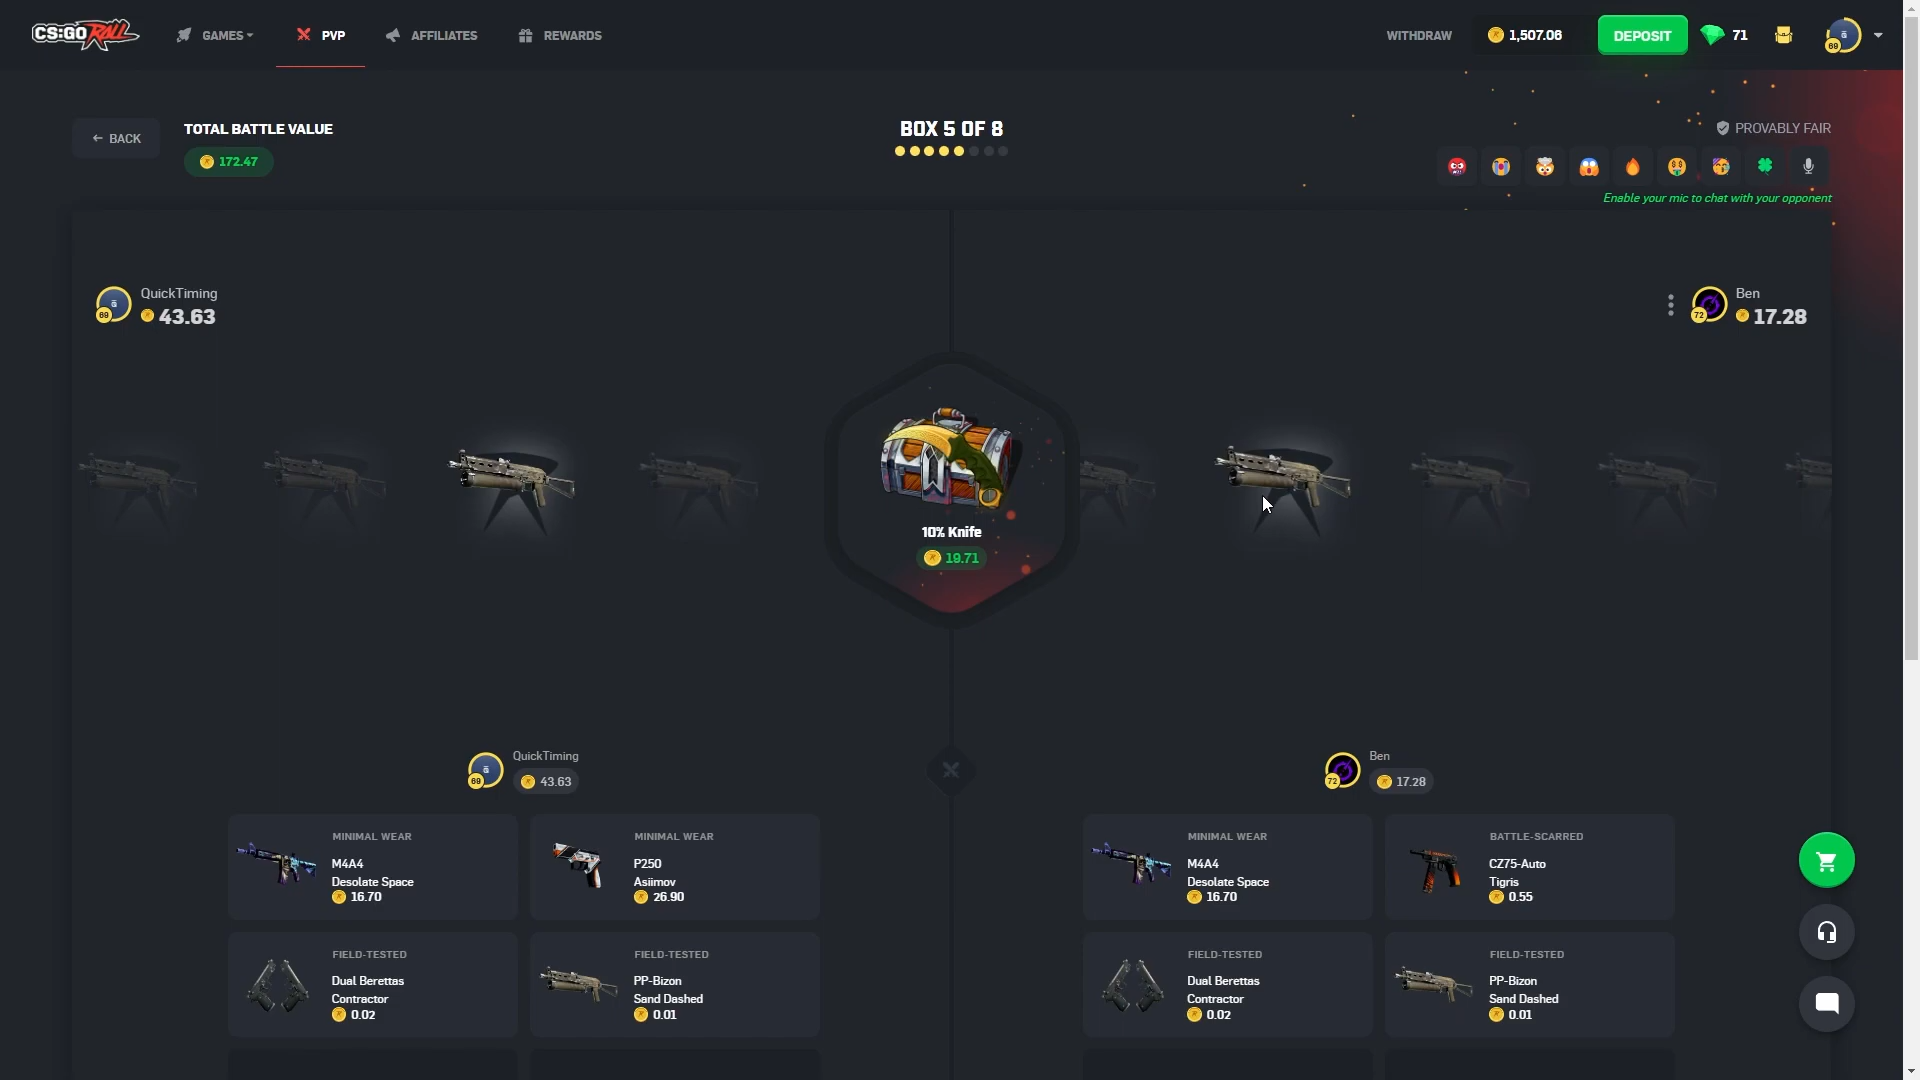 CS:GO ROLL
GAMES
PVP
AFFILIATES
REWARDS
WITHDRAW
1,507.06
DEPOSIT
71
69
← BACK
TOTAL BATTLE VALUE
172.47
BOX 5 OF 8
PROVABLY FAIR
Enable your mic to chat with your opponent
QuickTiming
69
43.63
Ben
72
17.28
10% Knife
19.71
QuickTiming
69
43.63
Ben
72
17.28
MINIMAL WEAR
M4A4
Desolate Space
16.70
MINIMAL WEAR
P250
Asiimov
26.90
MINIMAL WEAR
M4A4
Desolate Space
16.70
BATTLE-SCARRED
CZ75-Auto
Tigris
0.55
FIELD-TESTED
Dual Berettas
Contractor
0.02
FIELD-TESTED
PP-Bizon
Sand Dashed
0.01
FIELD-TESTED
Dual Berettas
Contractor
0.02
FIELD-TESTED
PP-Bizon
Sand Dashed
0.01